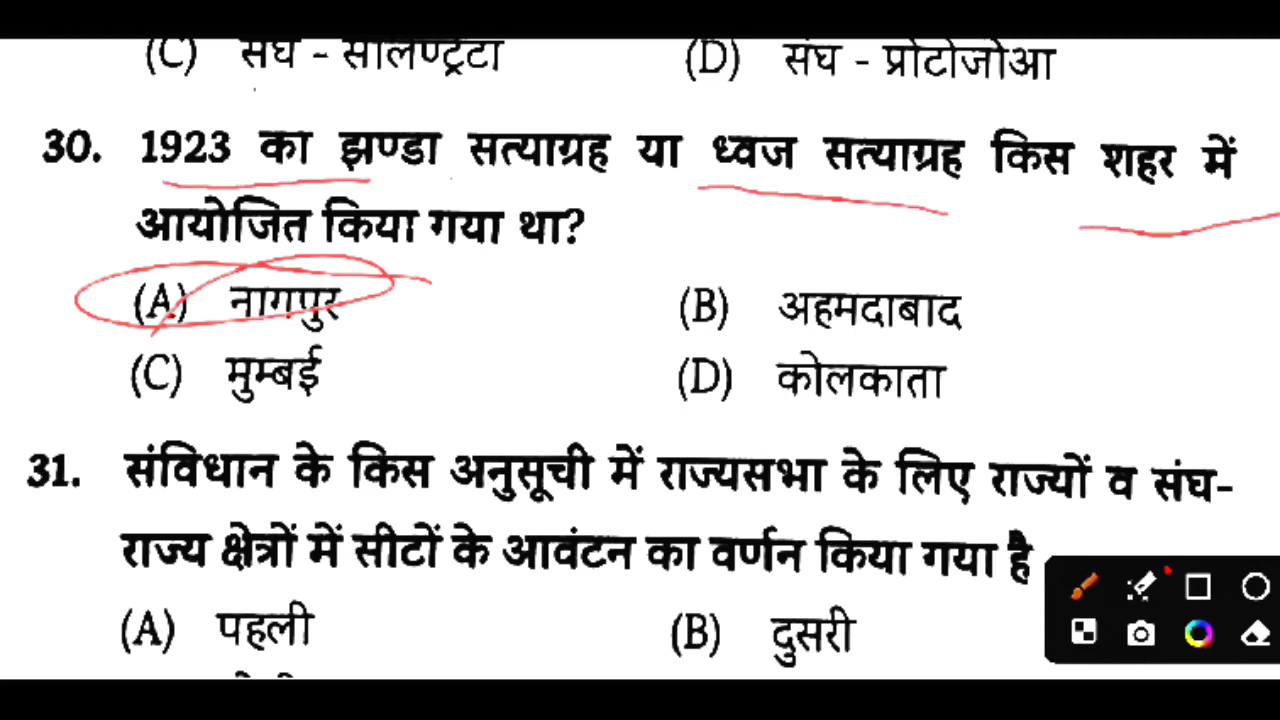 (C) संघ - सीलेण्ट्रेटा (D) संघ - प्रोटोजोआ
30. 1923 का झण्डा सत्याग्रह या ध्वज सत्याग्रह किस शहर में
आयोजित किया गया था?
(A) नागपुर (B) अहमदाबाद
(C) मुम्बई (D) कोलकाता
31. संविधान के किस अनुसूची में राज्यसभा के लिए राज्यों व संघ-
राज्य क्षेत्रों में सीटों के आवंटन का वर्णन किया गया है
(A) पहली (B) दुसरी